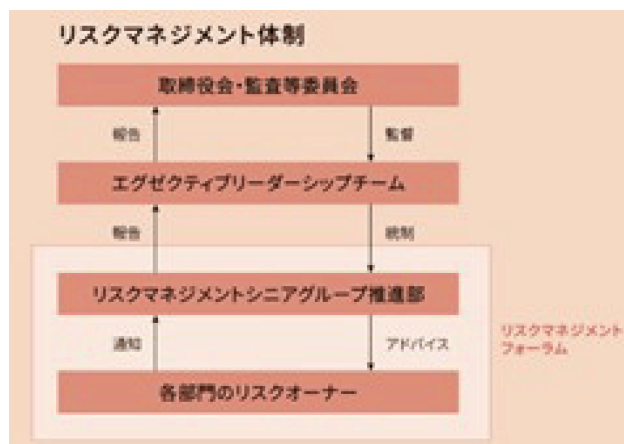 リスクマネジメント体制
取締役会・監査等委員会
報告
監督
エグゼクティブリーダーシップチーム
報告
統制
リスクマネジメントシニアグループ推進部
通知
アドバイス
リスクマネジメント
フォーラム
各部門のリスクオーナー